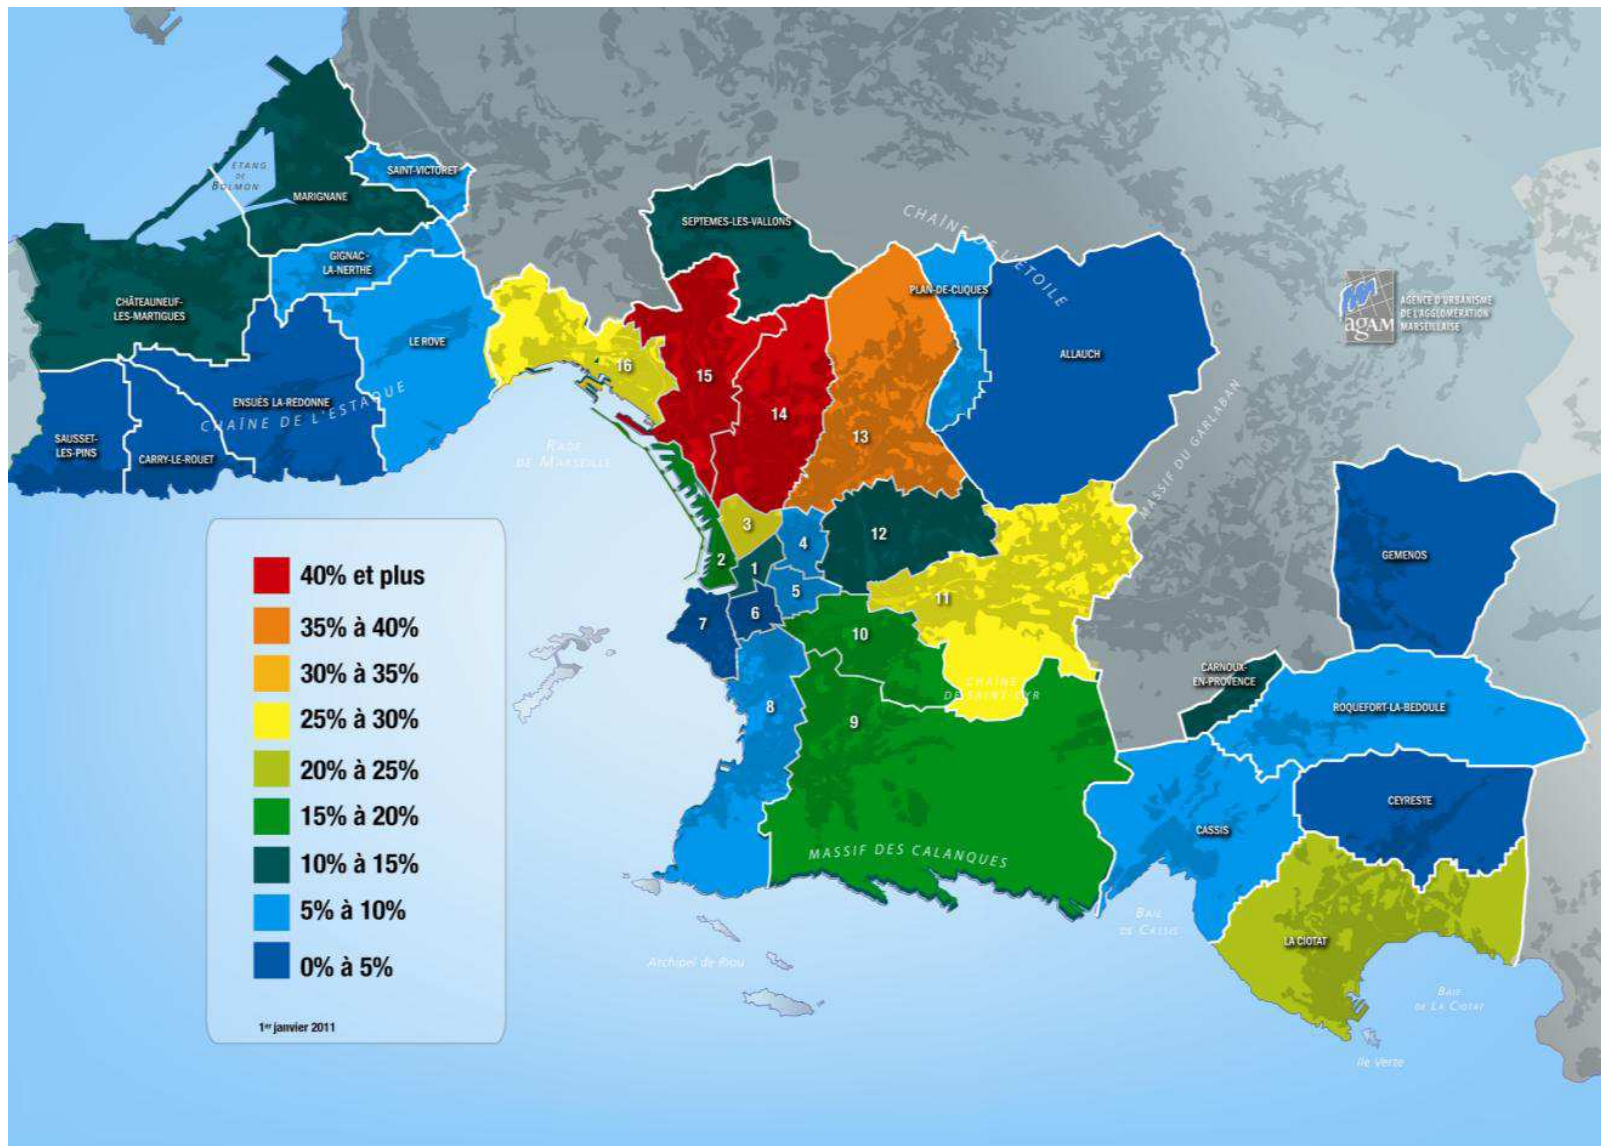 ETANG
DE
BOLMON
MARIGNANE
SAINT-VICTORET
GIGNAC-
LA-NERTHE
CHÂTEAUNEUF-
LES-MARTIGUES
LE ROVE
ENSUÈS LA-REDONNE
CHAÎNE DE L'ESTAQUE
SAUSSET-
LES-PINS
CARRY-LE-ROUET
SEPTEMES-LES-VALLONS
CHAÎNE DE L'ETOILE
PLAN-DE-CUQUES
ALLAUCH
MASSIF DU GARLABAN
agAM
AGENCE D'URBANISME
DE L'AGGLOMÉRATION
MARSEILLAISE
16
15
14
13
RADE
DE MARSEILLE
3
4
12
2
1
5
6
7
11
10
8
9
CHAÎNE
DE SAINT-CYR
GEMENOS
CARNOUX-
EN-PROVENCE
ROQUEFORT-LA-BEDOULE
CEYRESTE
CASSIS
MASSIF DES CALANQUES
BAIE
DE CASSIS
LA CIOTAT
BAIE
DE LA CIOTAT
Ile Verte
Archipel de Riou
40% et plus
35% à 40%
30% à 35%
25% à 30%
20% à 25%
15% à 20%
10% à 15%
5% à 10%
0% à 5%
1er janvier 2011